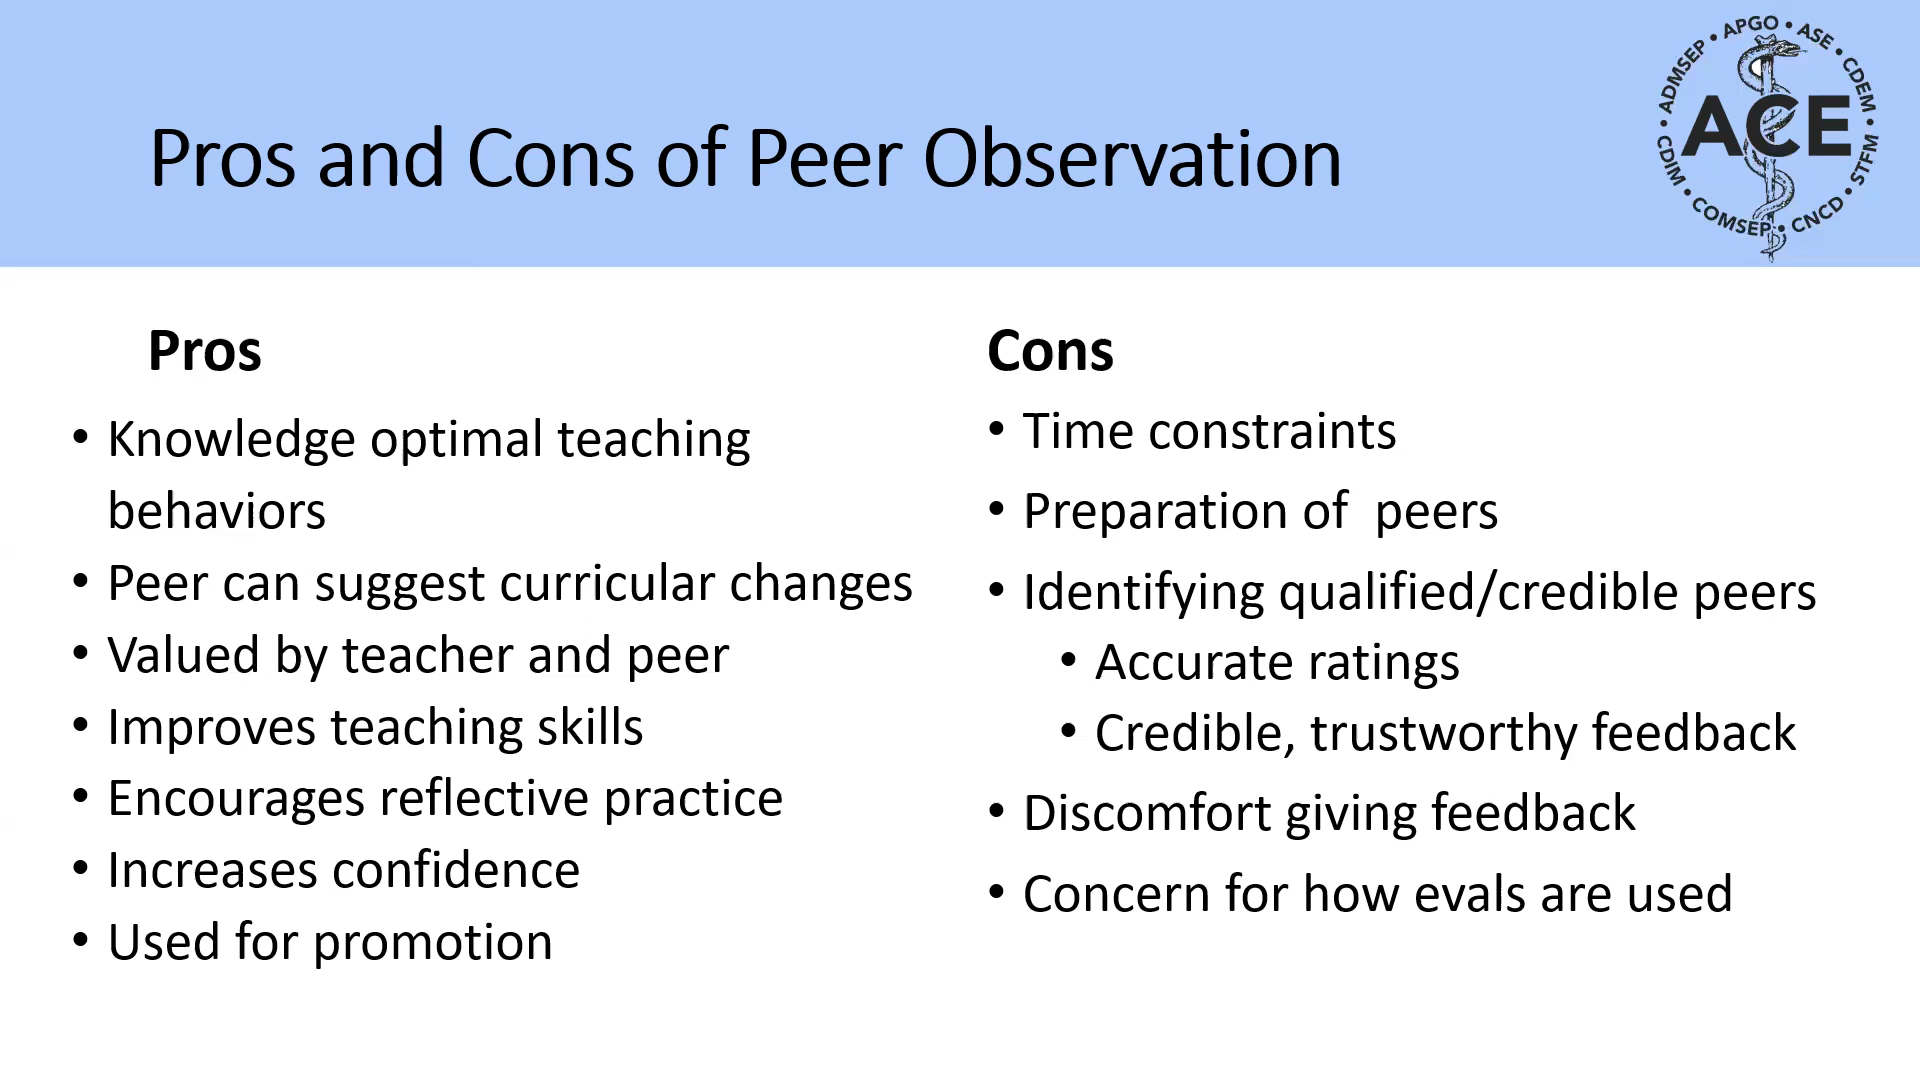 Pros and Cons of Peer Observation
ADMSEP • APGO • ASE • CDEM • STFM • CNCD • COMSEP • CDIM •
ACE
Pros
• Knowledge optimal teaching
behaviors
• Peer can suggest curricular changes
• Valued by teacher and peer
• Improves teaching skills
• Encourages reflective practice
• Increases confidence
• Used for promotion
Cons
• Time constraints
• Preparation of  peers
• Identifying qualified/credible peers
• Accurate ratings
• Credible, trustworthy feedback
• Discomfort giving feedback
• Concern for how evals are used